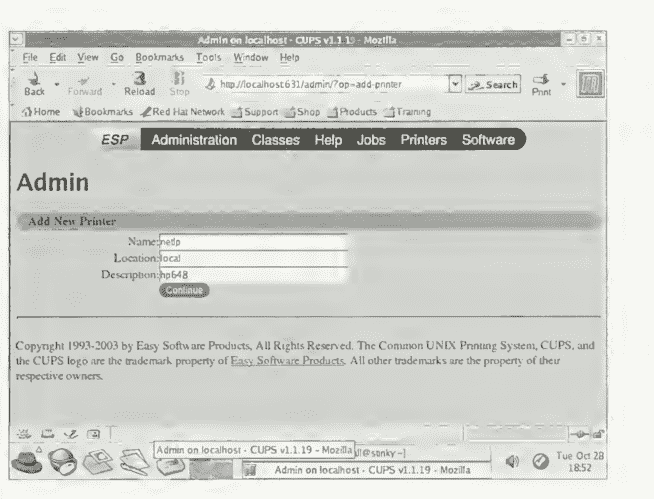 Admin on localhost - CUPS v1.1.19 - Mozilla
File Edit View Go Bookmarks Tools Window Help
Back Forward Reload Stop http://localhost:631/admin/?op=add-printer Search Print
Home Bookmarks Red Hat Network Support Shop Products Training
ESP Administration Classes Help Jobs Printers Software
Admin
Add New Printer
Name: netlp
Location: local
Description: hp648
Continue
Copyright 1993-2003 by Easy Software Products, All Rights Reserved. The Common UNIX Printing System, CUPS, and
the CUPS logo are the trademark property of Easy Software Products. All other trademarks are the property of their
respective owners.
Admin on localhost - CUPS v1.1.19 - Mozilla
Admin on localhost - CUPS v1.1.19 - Mozilla
Tue Oct 28
18:52